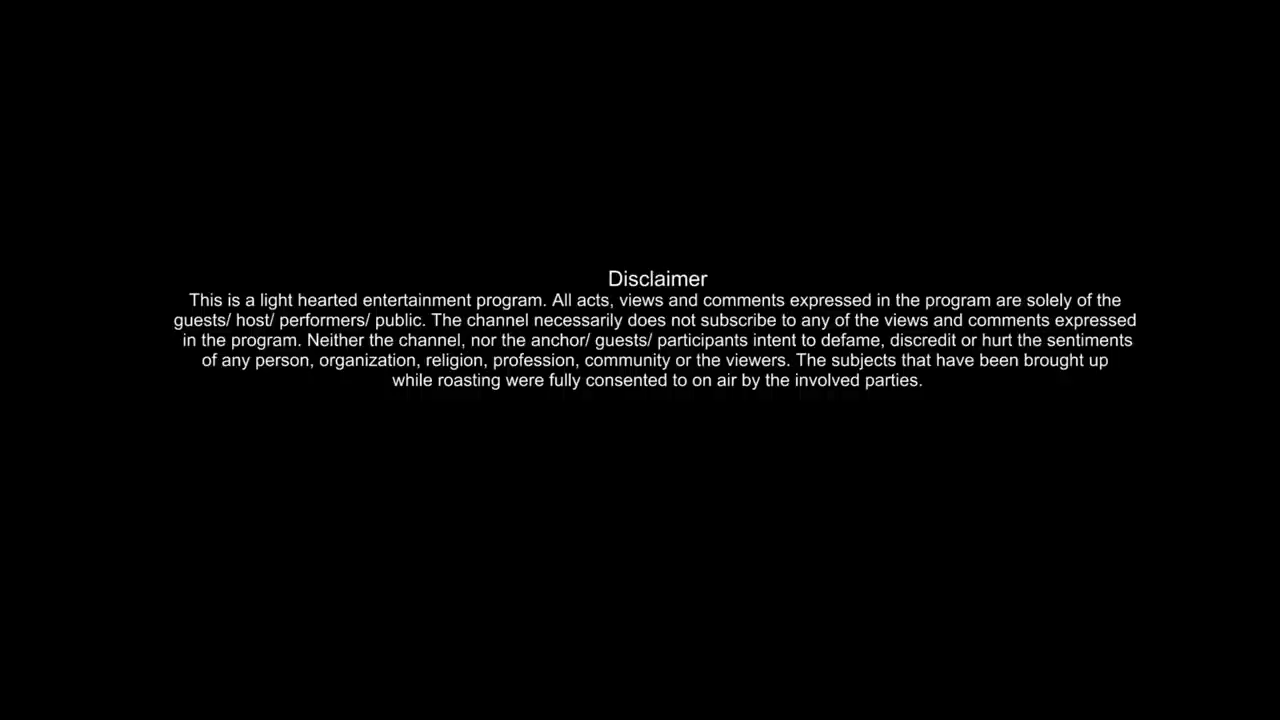 Disclaimer
This is a light hearted entertainment program. All acts, views and comments expressed in the program are solely of the
guests/ host/ performers/ public. The channel necessarily does not subscribe to any of the views and comments expressed
in the program. Neither the channel, nor the anchor/ guests/ participants intent to defame, discredit or hurt the sentiments
of any person, organization, religion, profession, community or the viewers. The subjects that have been brought up
while roasting were fully consented to on air by the involved parties.